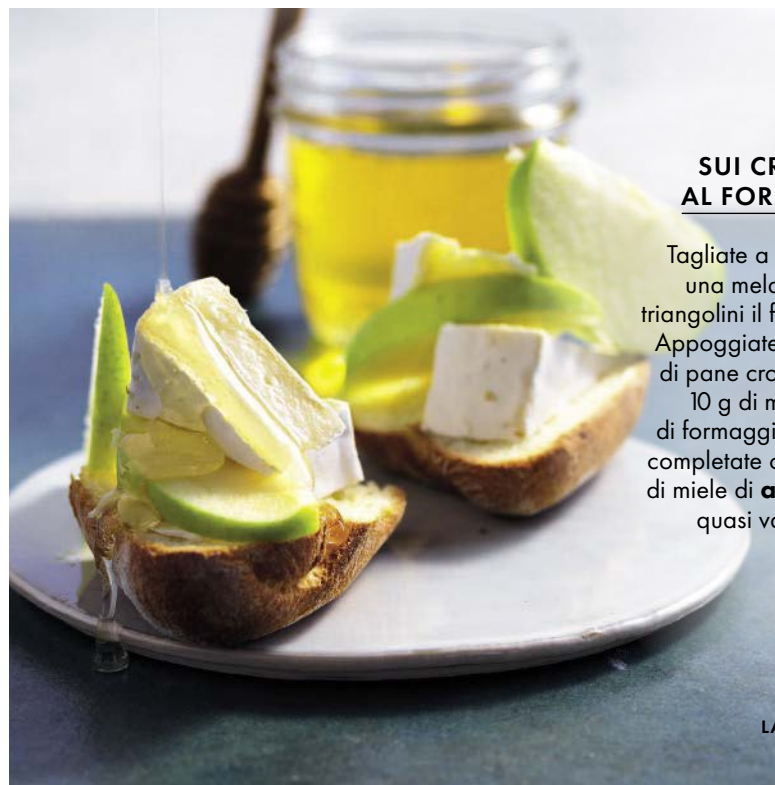 SUI CR
AL FOR
Tagliate a
una mela
triangolini il f
Appoggiate
di pane cro
10 g di m
di formaggi
completate c
di miele di a
quasi va
LA